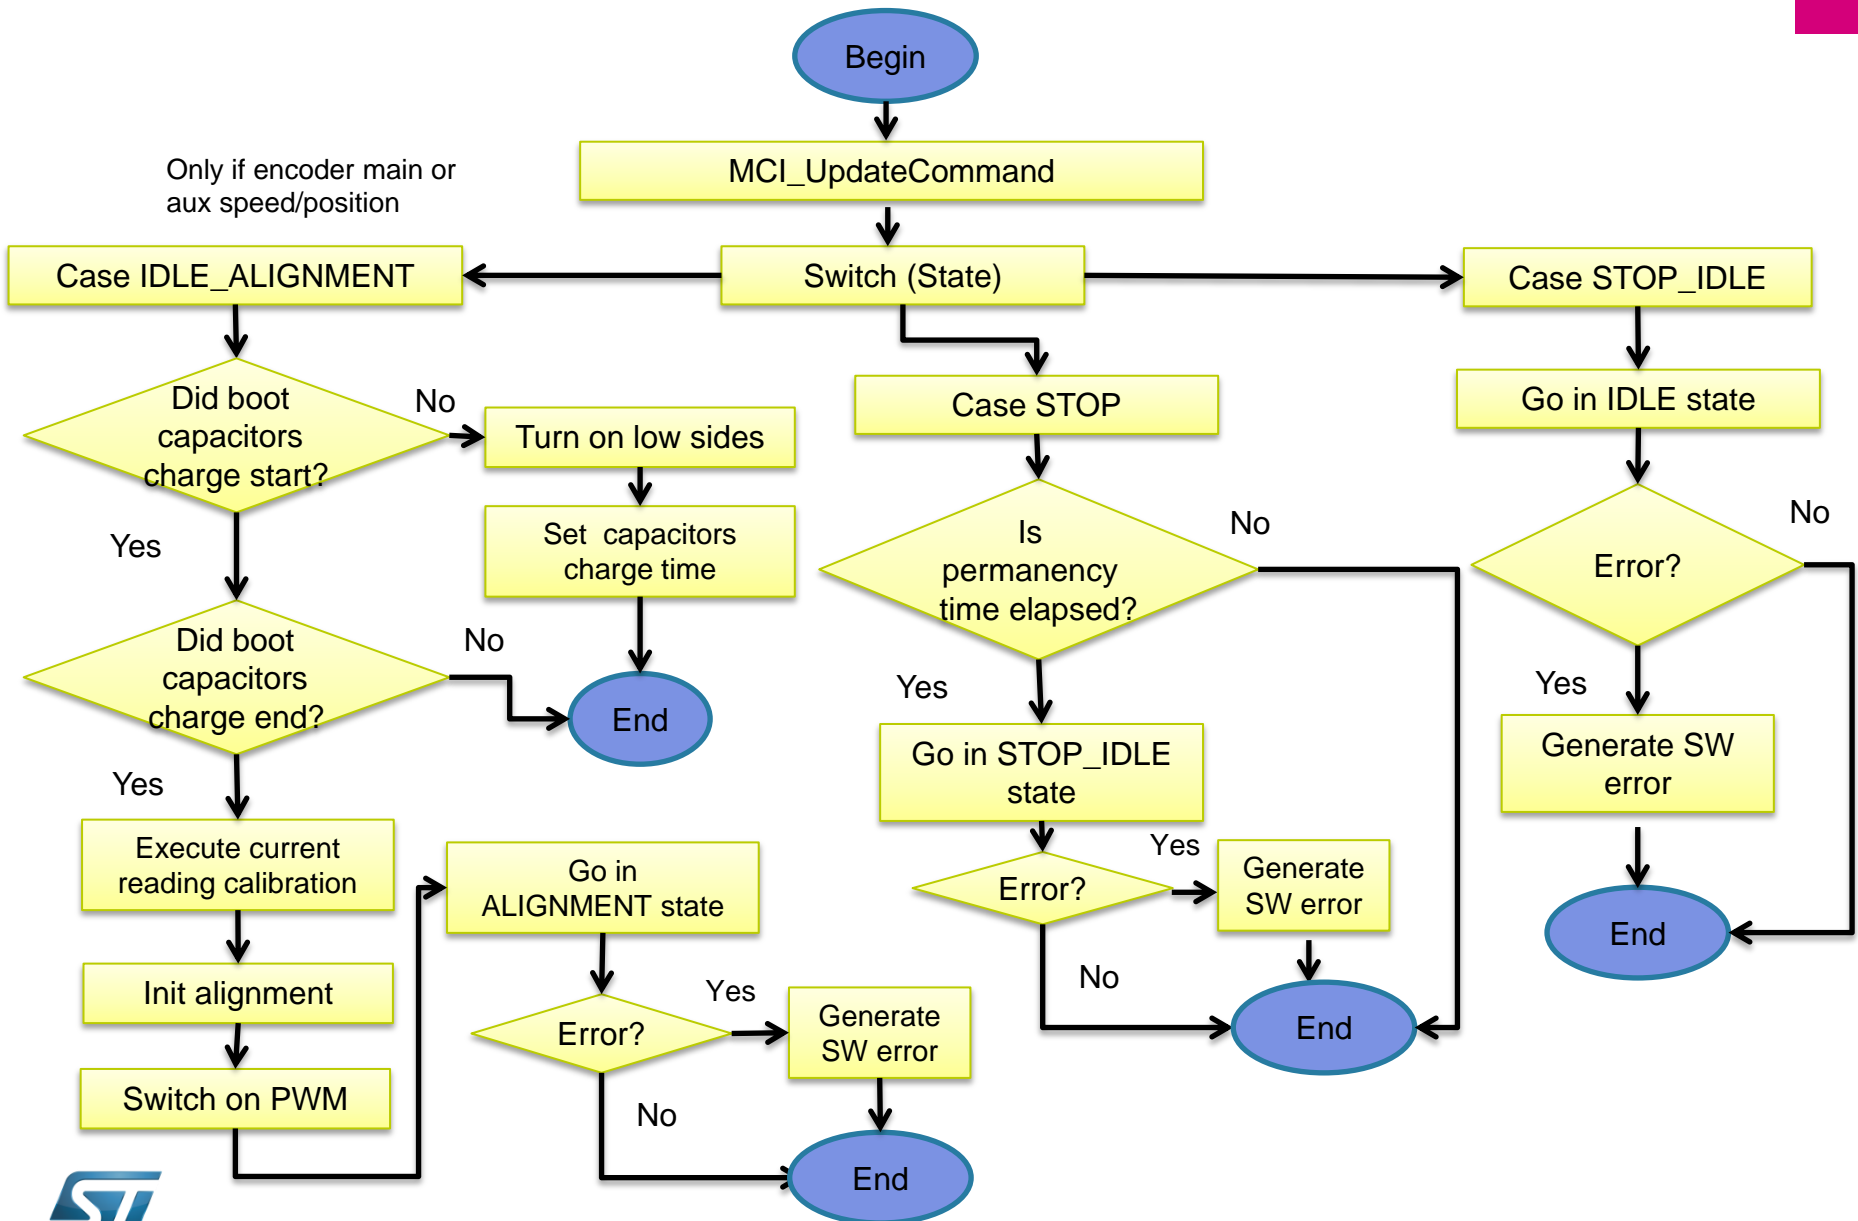 Begin
MCI_UpdateCommand
Only if encoder main or
aux speed/position
Case IDLE_ALIGNMENT
Switch (State)
Case STOP_IDLE
Did boot
capacitors
charge start?
No
Turn on low sides
Set  capacitors
charge time
Yes
Did boot
capacitors
charge end?
No
End
Yes
Execute current
reading calibration
Init alignment
Switch on PWM
Go in
ALIGNMENT state
Error?
Yes
Generate
SW error
No
End
Case STOP
Is
permanency
time elapsed?
No
Yes
Go in STOP_IDLE
state
Error?
Yes
Generate
SW error
No
End
Go in IDLE state
Error?
No
Yes
Generate SW
error
End
ST